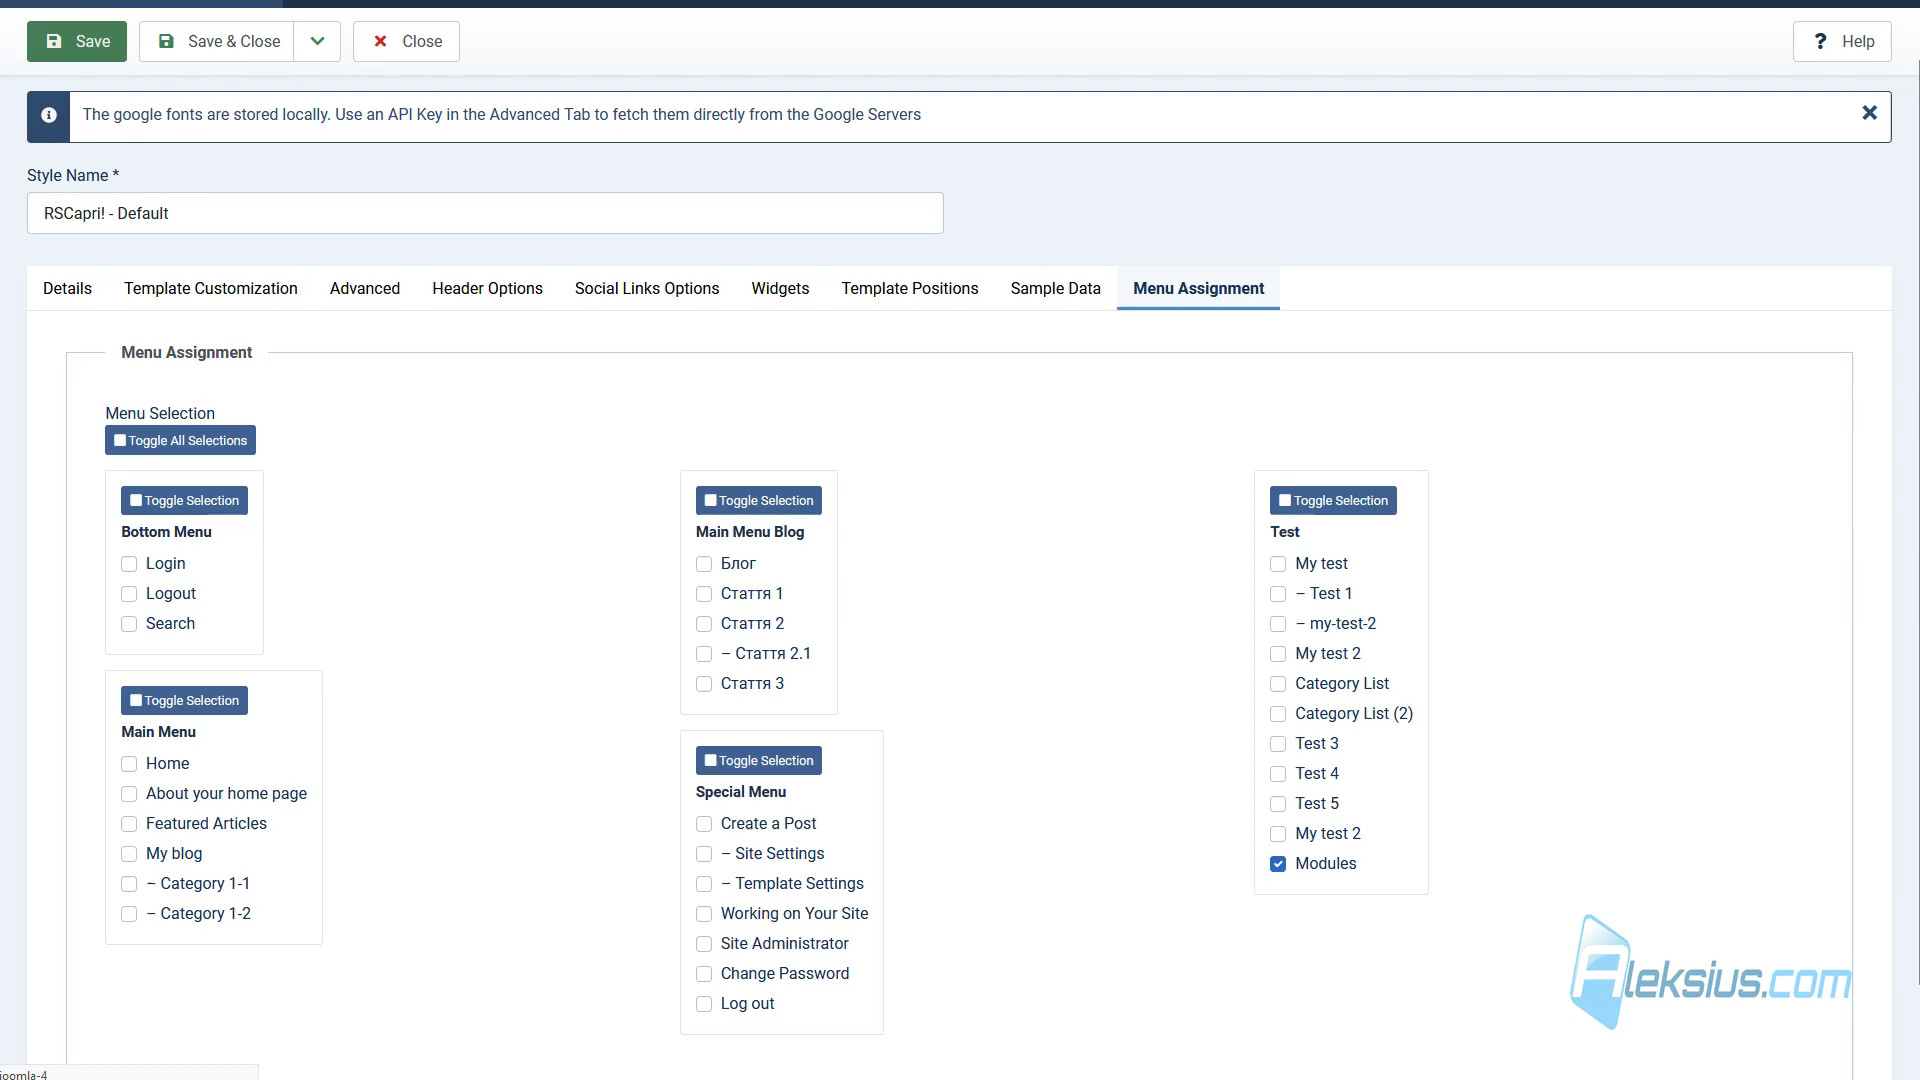 Save
Save & Close
Close
Help
The google fonts are stored locally. Use an API Key in the Advanced Tab to fetch them directly from the Google Servers
Style Name *
RSCapri! - Default
Details
Template Customization
Advanced
Header Options
Social Links Options
Widgets
Template Positions
Sample Data
Menu Assignment
Menu Assignment
Menu Selection
Toggle All Selections
Toggle Selection
Bottom Menu
Login
Logout
Search
Toggle Selection
Main Menu
Home
About your home page
Featured Articles
My blog
– Category 1-1
– Category 1-2
Toggle Selection
Main Menu Blog
Блог
Стаття 1
Стаття 2
– Стаття 2.1
Стаття 3
Toggle Selection
Special Menu
Create a Post
– Site Settings
– Template Settings
Working on Your Site
Site Administrator
Change Password
Log out
Toggle Selection
Test
My test
– Test 1
– my-test-2
My test 2
Category List
Category List (2)
Test 3
Test 4
Test 5
My test 2
Modules
Aleksius.com
joomla-4